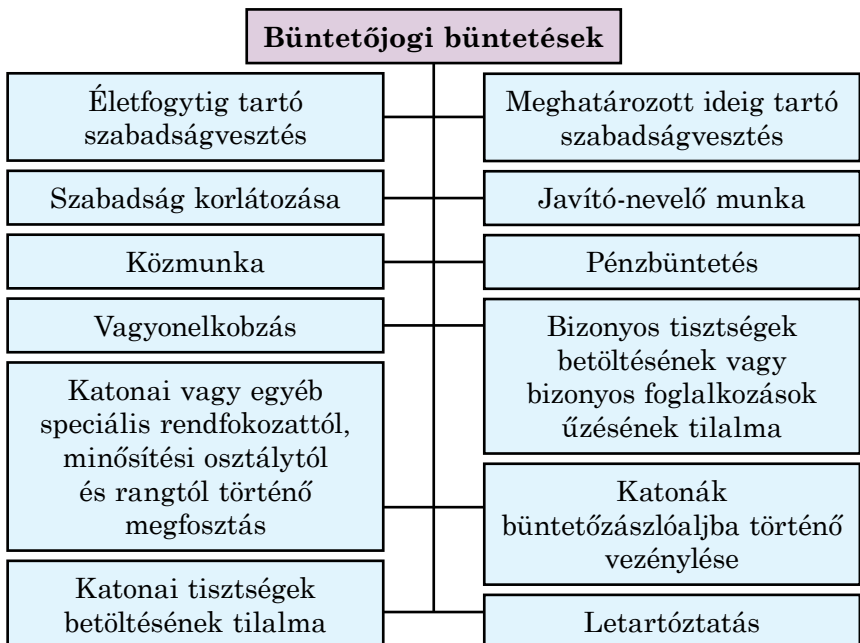 Büntetőjogi büntetések
Életfogytig tartó
szabadságvesztés
Meghatározott ideig tartó
szabadságvesztés
Szabadság korlátozása
Javító-nevelő munka
Közmunka
Pénzbüntetés
Vagyonelkobzás
Bizonyos tisztségek
betöltésének vagy
bizonyos foglalkozások
űzésének tilalma
Katonai vagy egyéb
speciális rendfokozattól,
minősítési osztálytól
és rangtól történő
megfosztás
Katonák
büntetőzászlóaljba történő
vezénylése
Katonai tisztségek
betöltésének tilalma
Letartóztatás